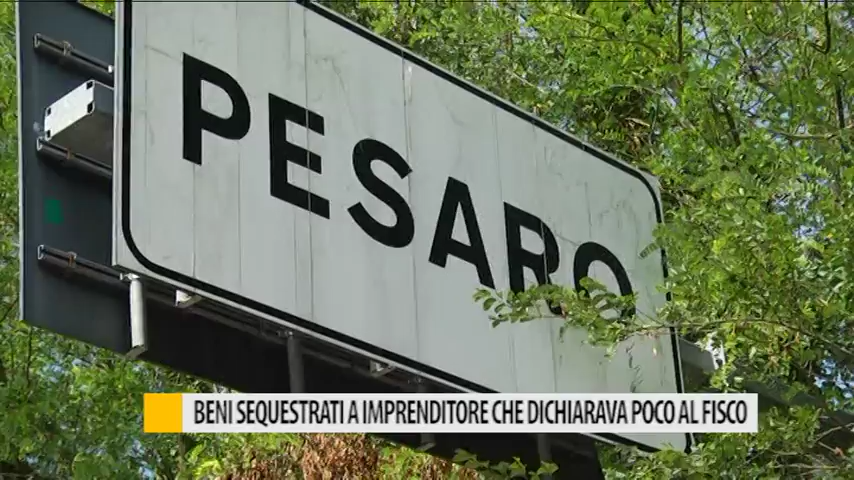 PESARO
BENI SEQUESTRATI A IMPRENDITORE CHE DICHIARAVA POCO AL FISCO